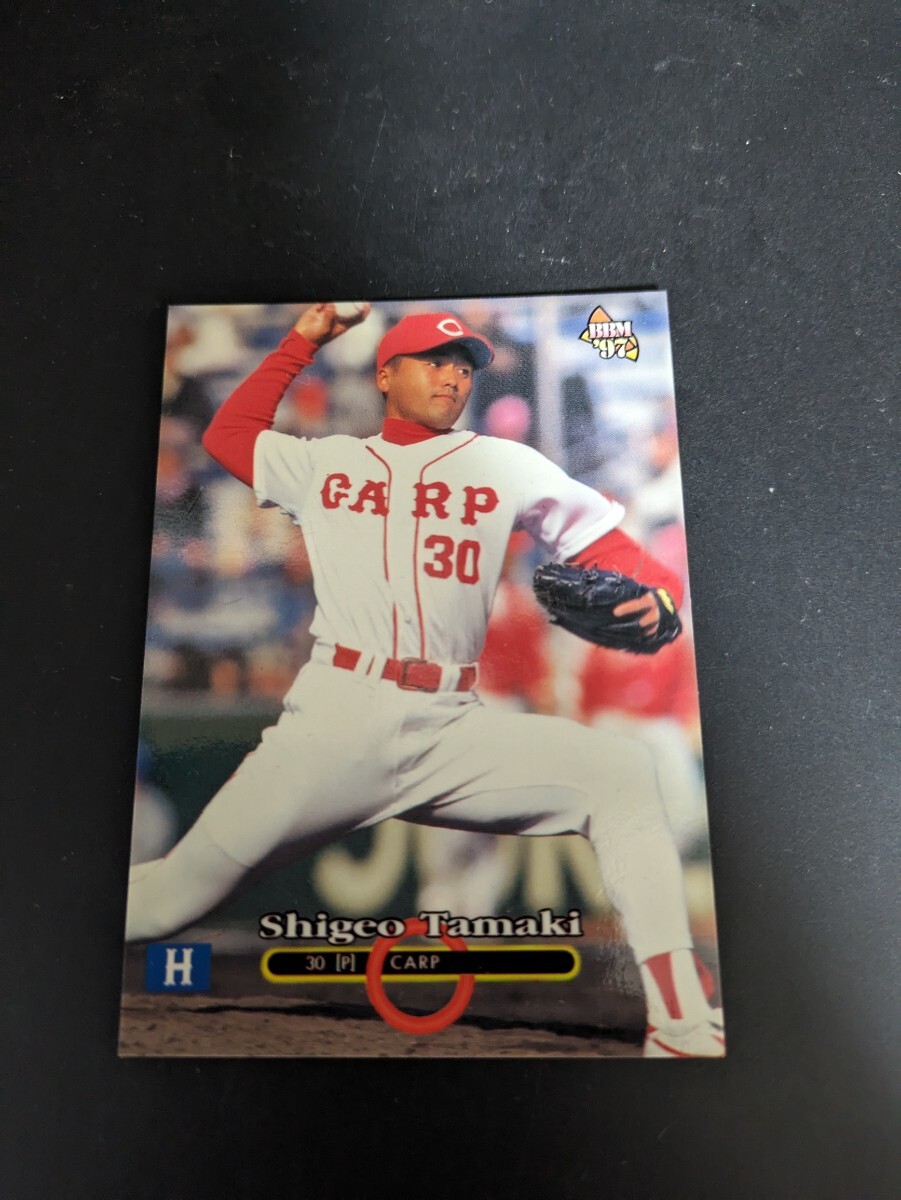 BBM
'97
CARP
30
Shigeo Tamaki
30 [P] CARP
H
C